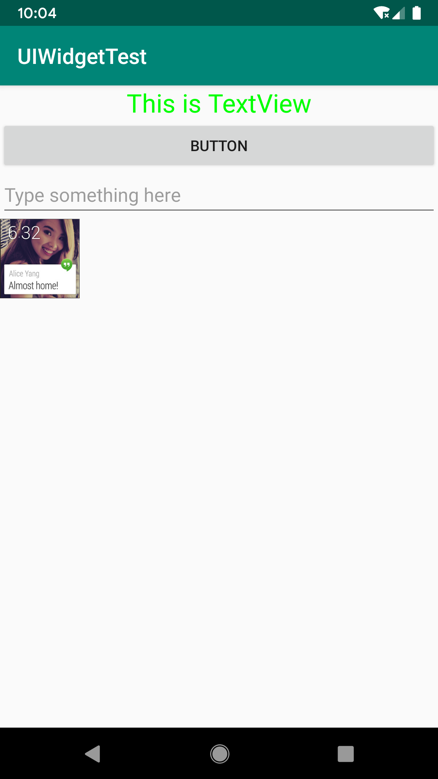 10:04
UIWidgetTest
This is TextView
BUTTON
Type something here
6:32
Alice Yang
Almost home!